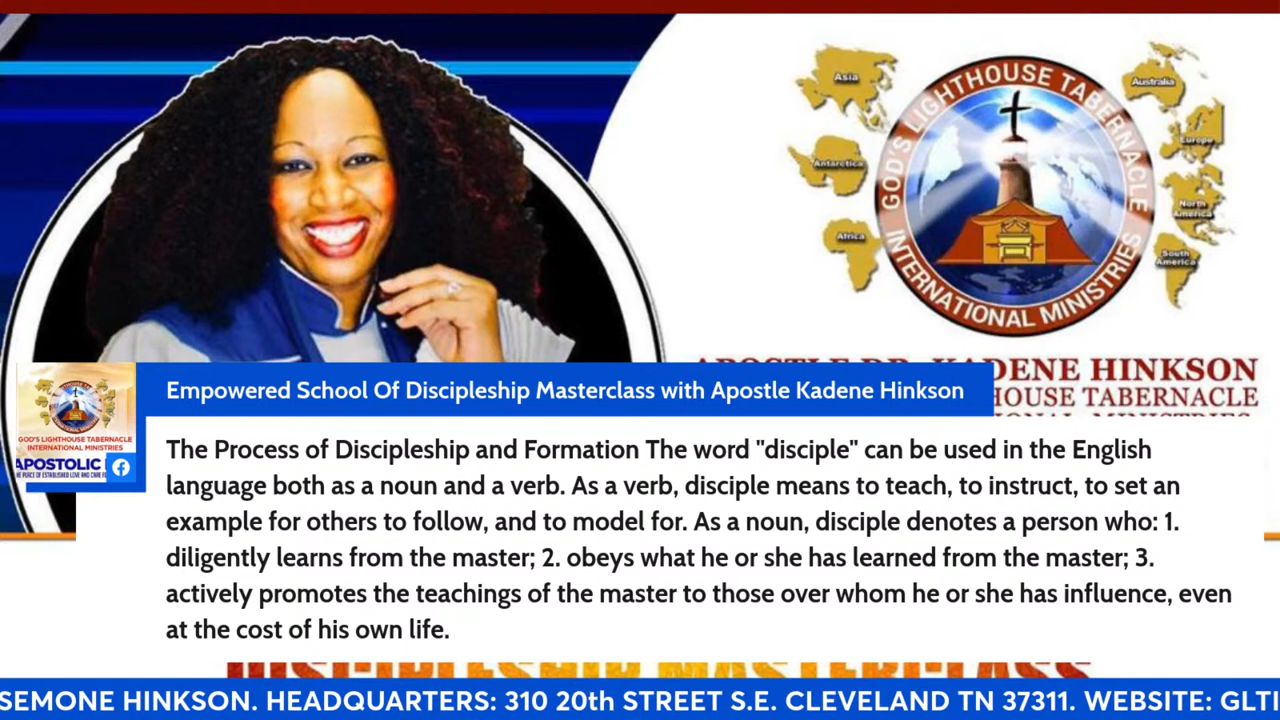 GOD'S LIGHTHOUSE TABERNACLE
INTERNATIONAL MINISTRIES
Asia
Australia
Antarctica
Europe
North
America
Africa
South
America
APOSTLE DR. KADENE HINKSON
HOUSE TABERNACLE
MINISTRIES
Empowered School Of Discipleship Masterclass with Apostle Kadene Hinkson
GOD'S LIGHTHOUSE TABERNACLE
INTERNATIONAL MINISTRIES
APOSTOLIC
The Process of Discipleship and Formation The word "disciple" can be used in the English
language both as a noun and a verb. As a verb, disciple means to teach, to instruct, to set an
example for others to follow, and to model for. As a noun, disciple denotes a person who: 1.
diligently learns from the master; 2. obeys what he or she has learned from the master; 3.
actively promotes the teachings of the master to those over whom he or she has influence, even
at the cost of his own life.
DISCIPLESHIP MASTERCLASS
SEMONE HINKSON. HEADQUARTERS: 310 20th STREET S.E. CLEVELAND TN 37311. WEBSITE: GLTI